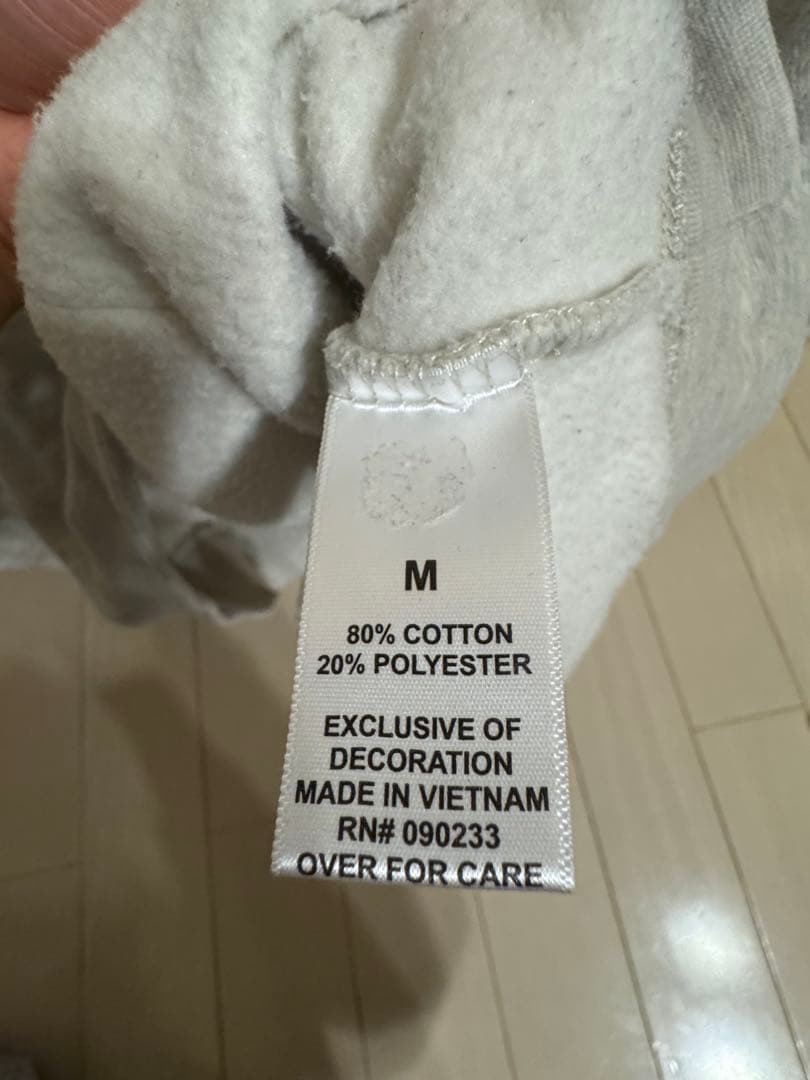 M
80% COTTON
20% POLYESTER
EXCLUSIVE OF
DECORATION
MADE IN VIETNAM
RN# 090233
OVER FOR CARE